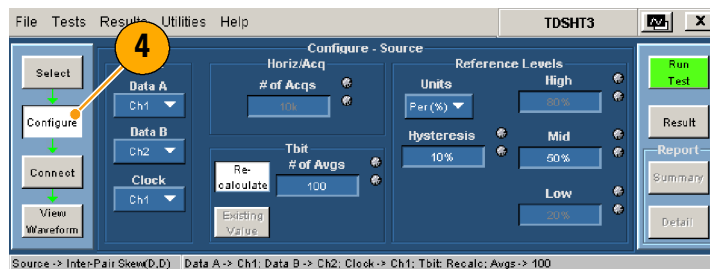 File Tests Results Utilities Help TDSHT3 X
4
Configure - Source
Select
Configure
Connect
View
Waveform
Data A
Ch1
Data B
Ch2
Clock
Ch1
Horiz/Acq
# of Acqs
10k
Tbit
Re-
calculate
Existing
Value
# of Avgs
100
Reference Levels
Units
Per(%)
Hysteresis
10%
High
80%
Mid
50%
Low
20%
Run
Test
Result
Report
Summary
Detail
Source -> Inter-Pair Skew(D,D) Data A -> Ch1; Data B -> Ch2; Clock -> Ch1; Tbit: Recalc; Avgs -> 100